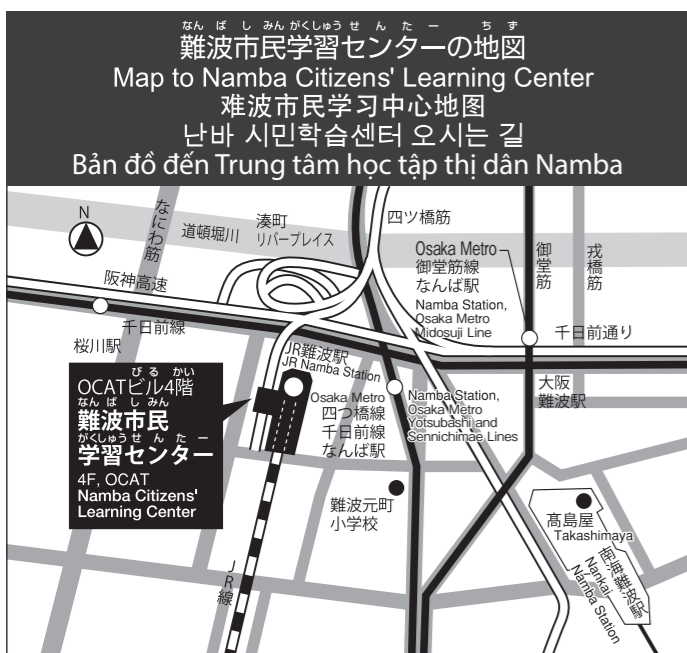 なんばしみんがくしゅうせんたー ちず
難波市民学習センターの地図
Map to Namba Citizens' Learning Center
难波市民学习中心地图
난바 시민학습센터 오시는 길
Bản đồ đến Trung tâm học tập thị dân Namba
N
なにわ筋
道頓堀川
湊町
リバープレイス
四ツ橋筋
Osaka Metro
御堂筋線
なんば駅
Namba Station,
Osaka Metro
Midosuji Line
御堂筋
戎橋筋
阪神高速
千日前線
桜川駅
千日前通り
JR難波駅
JR Namba Station
大阪
難波駅
びるかい
OCATビル4階
なんばしみん
難波市民
がくしゅうせんたー
学習センター
4F, OCAT
Namba Citizens'
Learning Center
Osaka Metro
四つ橋線
千日前線
なんば駅
Namba Station,
Osaka Metro
Yotsubashi and
Sennichimae Lines
難波元町
小学校
髙島屋
Takashimaya
南海難波駅
Nankai
Namba Station
JR線